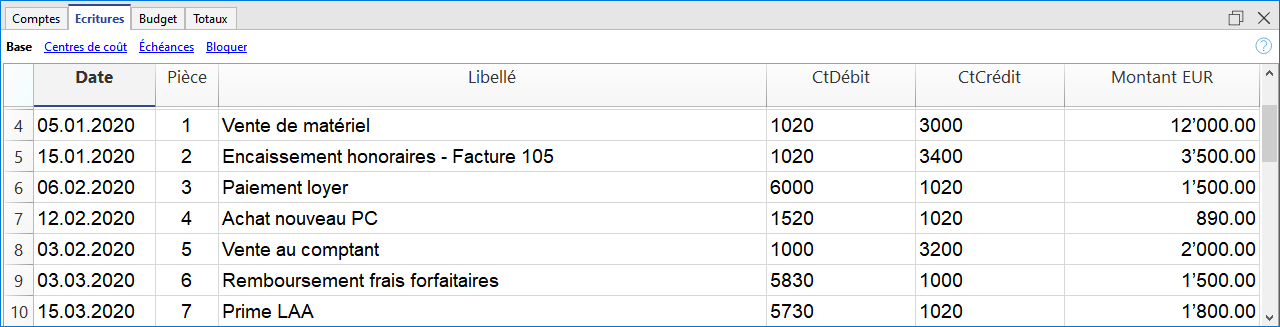 Comptes Ecritures Budget Totaux
Base Centres de coût Échéances Bloquer ?
Date Pièce Libellé CtDébit CtCrédit Montant EUR
4 05.01.2020 1 Vente de matériel 1020 3000 12’000.00
5 15.01.2020 2 Encaissement honoraires - Facture 105 1020 3400 3’500.00
6 06.02.2020 3 Paiement loyer 6000 1020 1’500.00
7 12.02.2020 4 Achat nouveau PC 1520 1020 890.00
8 03.02.2020 5 Vente au comptant 1000 3200 2’000.00
9 03.03.2020 6 Remboursement frais forfaitaires 5830 1000 1’500.00
10 15.03.2020 7 Prime LAA 5730 1020 1’800.00